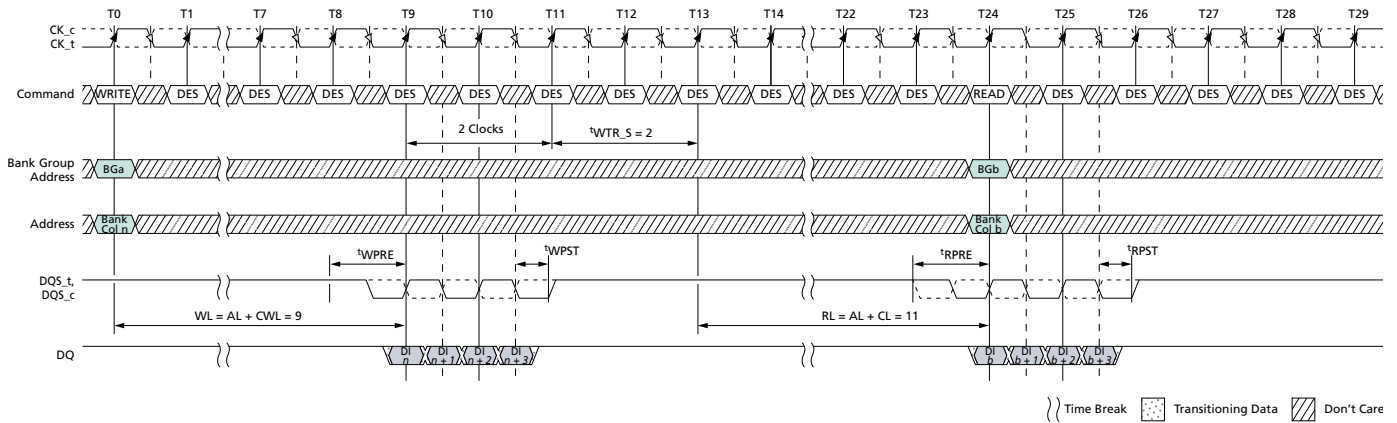 T0 T1 T7 T8 T9 T10 T11 T12 T13 T14 T22 T23 T24 T25 T26 T27 T28 T29
CK_c
CK_t
Command WRITE DES DES DES DES DES DES DES DES DES DES DES READ DES DES DES DES DES
2 Clocks tWTR_S = 2
Bank Group
Address BGa BGb
Address Bank
Col n Bank
Col b
tWPRE tWPST tRPRE tRPST
DQS_t,
DQS_c
WL = AL + CWL = 9 RL = AL + CL = 11
DQ DI
n DI
n + 1 DI
n + 2 DI
n + 3 DI
b DI
b + 1 DI
b + 2 DI
b + 3
Time Break Transitioning Data Don't Care